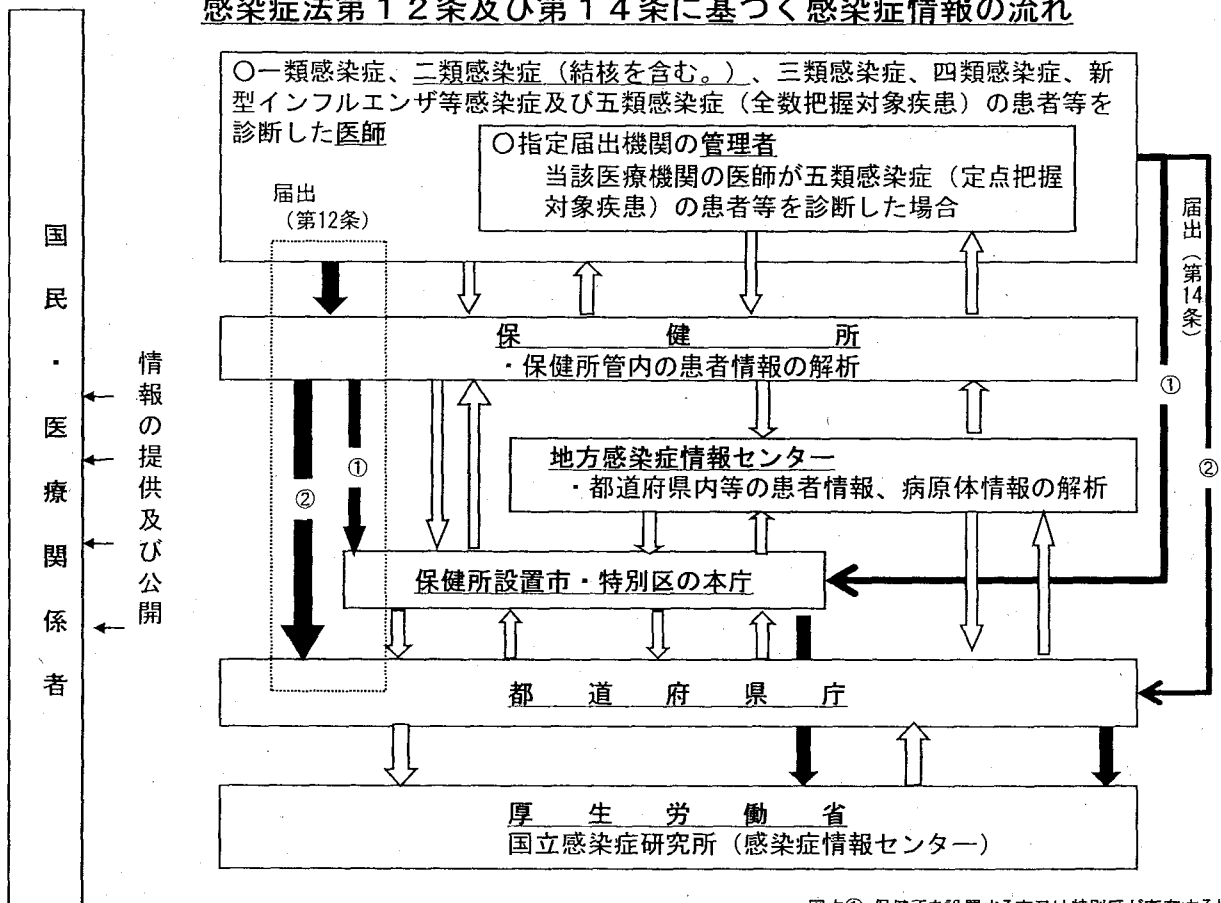 感染症法第１２条及び第１４条に基づく感染症情報の流れ
○一類感染症、二類感染症（結核を含む。）、三類感染症、四類感染症、新
型インフルエンザ等感染症及び五類感染症（全数把握対象疾患）の患者等を
診断した医師
○指定届出機関の管理者
当該医療機関の医師が五類感染症（定点把握
対象疾患）の患者等を診断した場合
届出
（第12条）
届出（第14条）
①
②
保健所
・保健所管内の患者情報の解析
①
②
地方感染症情報センター
・都道府県内等の患者情報、病原体情報の解析
保健所設置市・特別区の本庁
都道府県庁
厚生労働省
国立感染症研究所（感染症情報センター）
国民・医療関係者
情報の提供及び公開